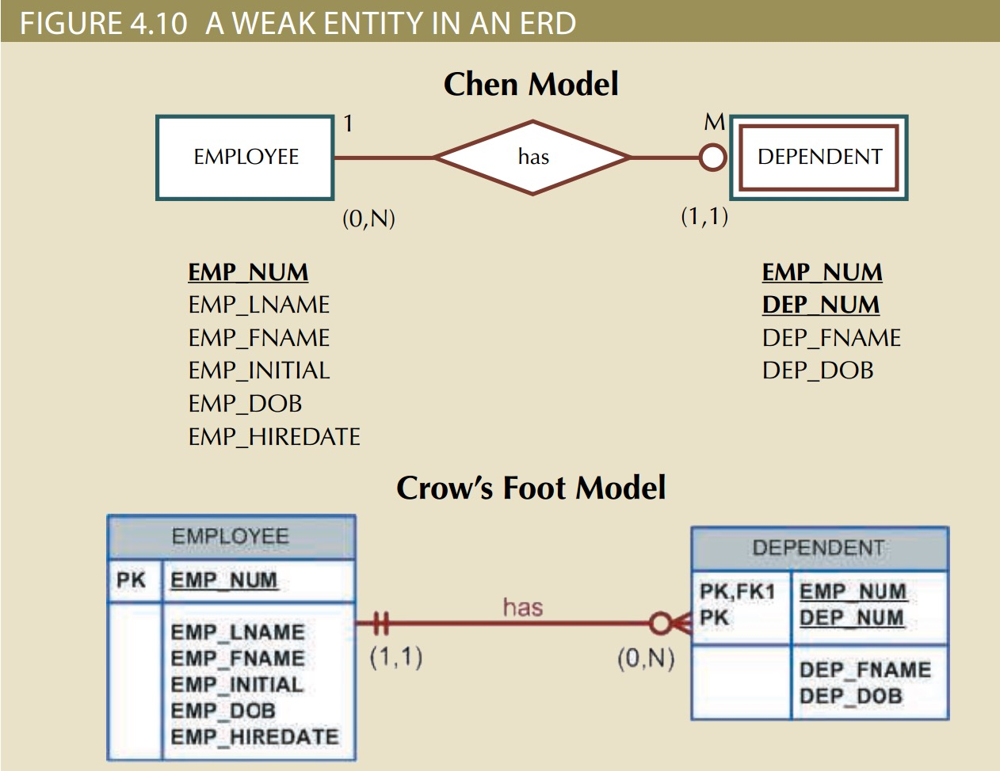 FIGURE 4.10 A WEAK ENTITY IN AN ERD
Chen Model
1
M
EMPLOYEE
has
DEPENDENT
(0,N)
(1,1)
EMP_NUM
EMP_LNAME
EMP_FNAME
EMP_INITIAL
EMP_DOB
EMP_HIREDATE
EMP_NUM
DEP_NUM
DEP_FNAME
DEP_DOB
Crow’s Foot Model
EMPLOYEE
PK EMP_NUM
EMP_LNAME
EMP_FNAME
EMP_INITIAL
EMP_DOB
EMP_HIREDATE
has
(1,1)
(0,N)
DEPENDENT
PK,FK1 EMP_NUM
PK DEP_NUM
DEP_FNAME
DEP_DOB